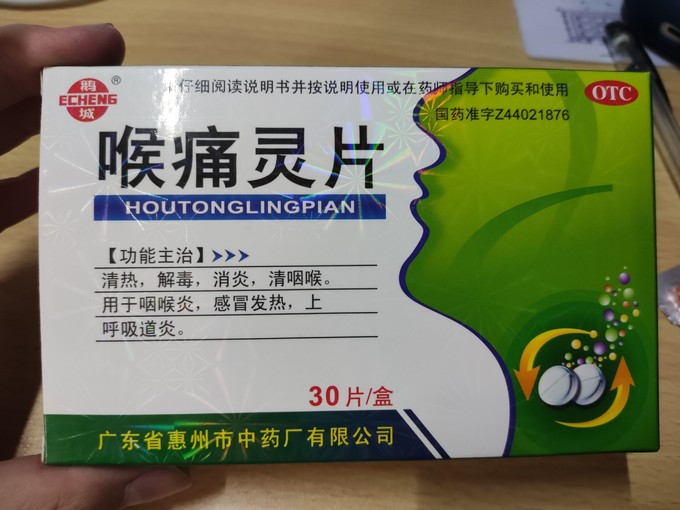 鹅
ECHENG
城
®
仔细阅读说明书并按说明使用或在药师指导下购买和使用
OTC
国药准字Z44021876
喉痛灵片
HOUTONGLINGPIAN
【功能主治】>>>
清热，解毒，消炎，清咽喉。
用于咽喉炎，感冒发热，上
呼吸道炎。
30片/盒
广东省惠州市中药厂有限公司